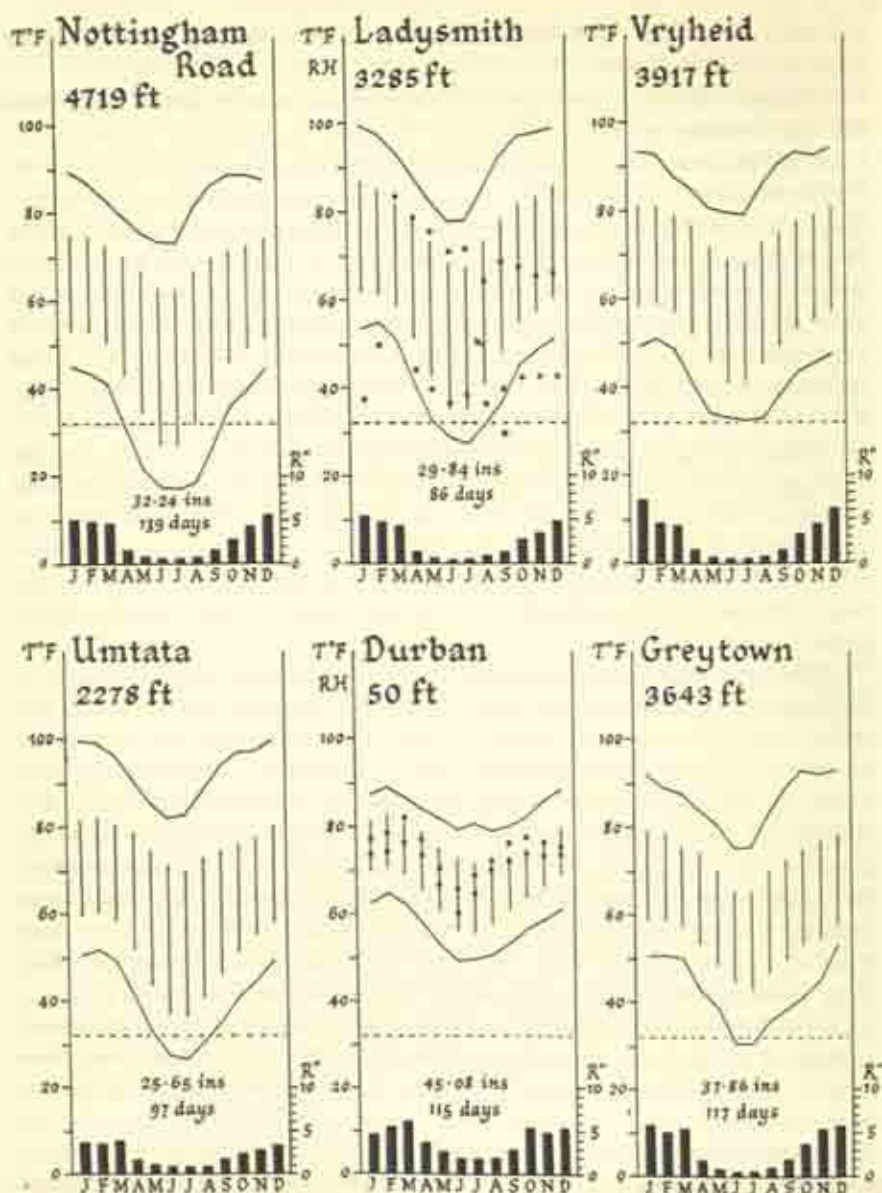 T°F Nottingham
Road
4719 ft
100
80
60
40
20
0
32·24 ins
139 days
R"
10
5
0
J F M A M J J A S O N D
T°F Ladysmith
RH
3285 ft
100
80
60
40
20
0
29·84 ins
86 days
R"
10
5
0
J F M A M J J A S O N D
T°F Vryheid
3917 ft
100
80
60
40
20
0
R"
10
5
0
J F M A M J J A S O N D
T°F Umtata
2278 ft
100
80
60
40
20
0
25·65 ins
97 days
R"
10
5
0
J F M A M J J A S O N D
T°F Durban
RH
50 ft
100
80
60
40
20
0
45·08 ins
115 days
R"
10
5
0
J F M A M J J A S O N D
T°F Greytown
3643 ft
100
80
60
40
20
0
37·86 ins
117 days
R"
10
5
0
J F M A M J J A S O N D